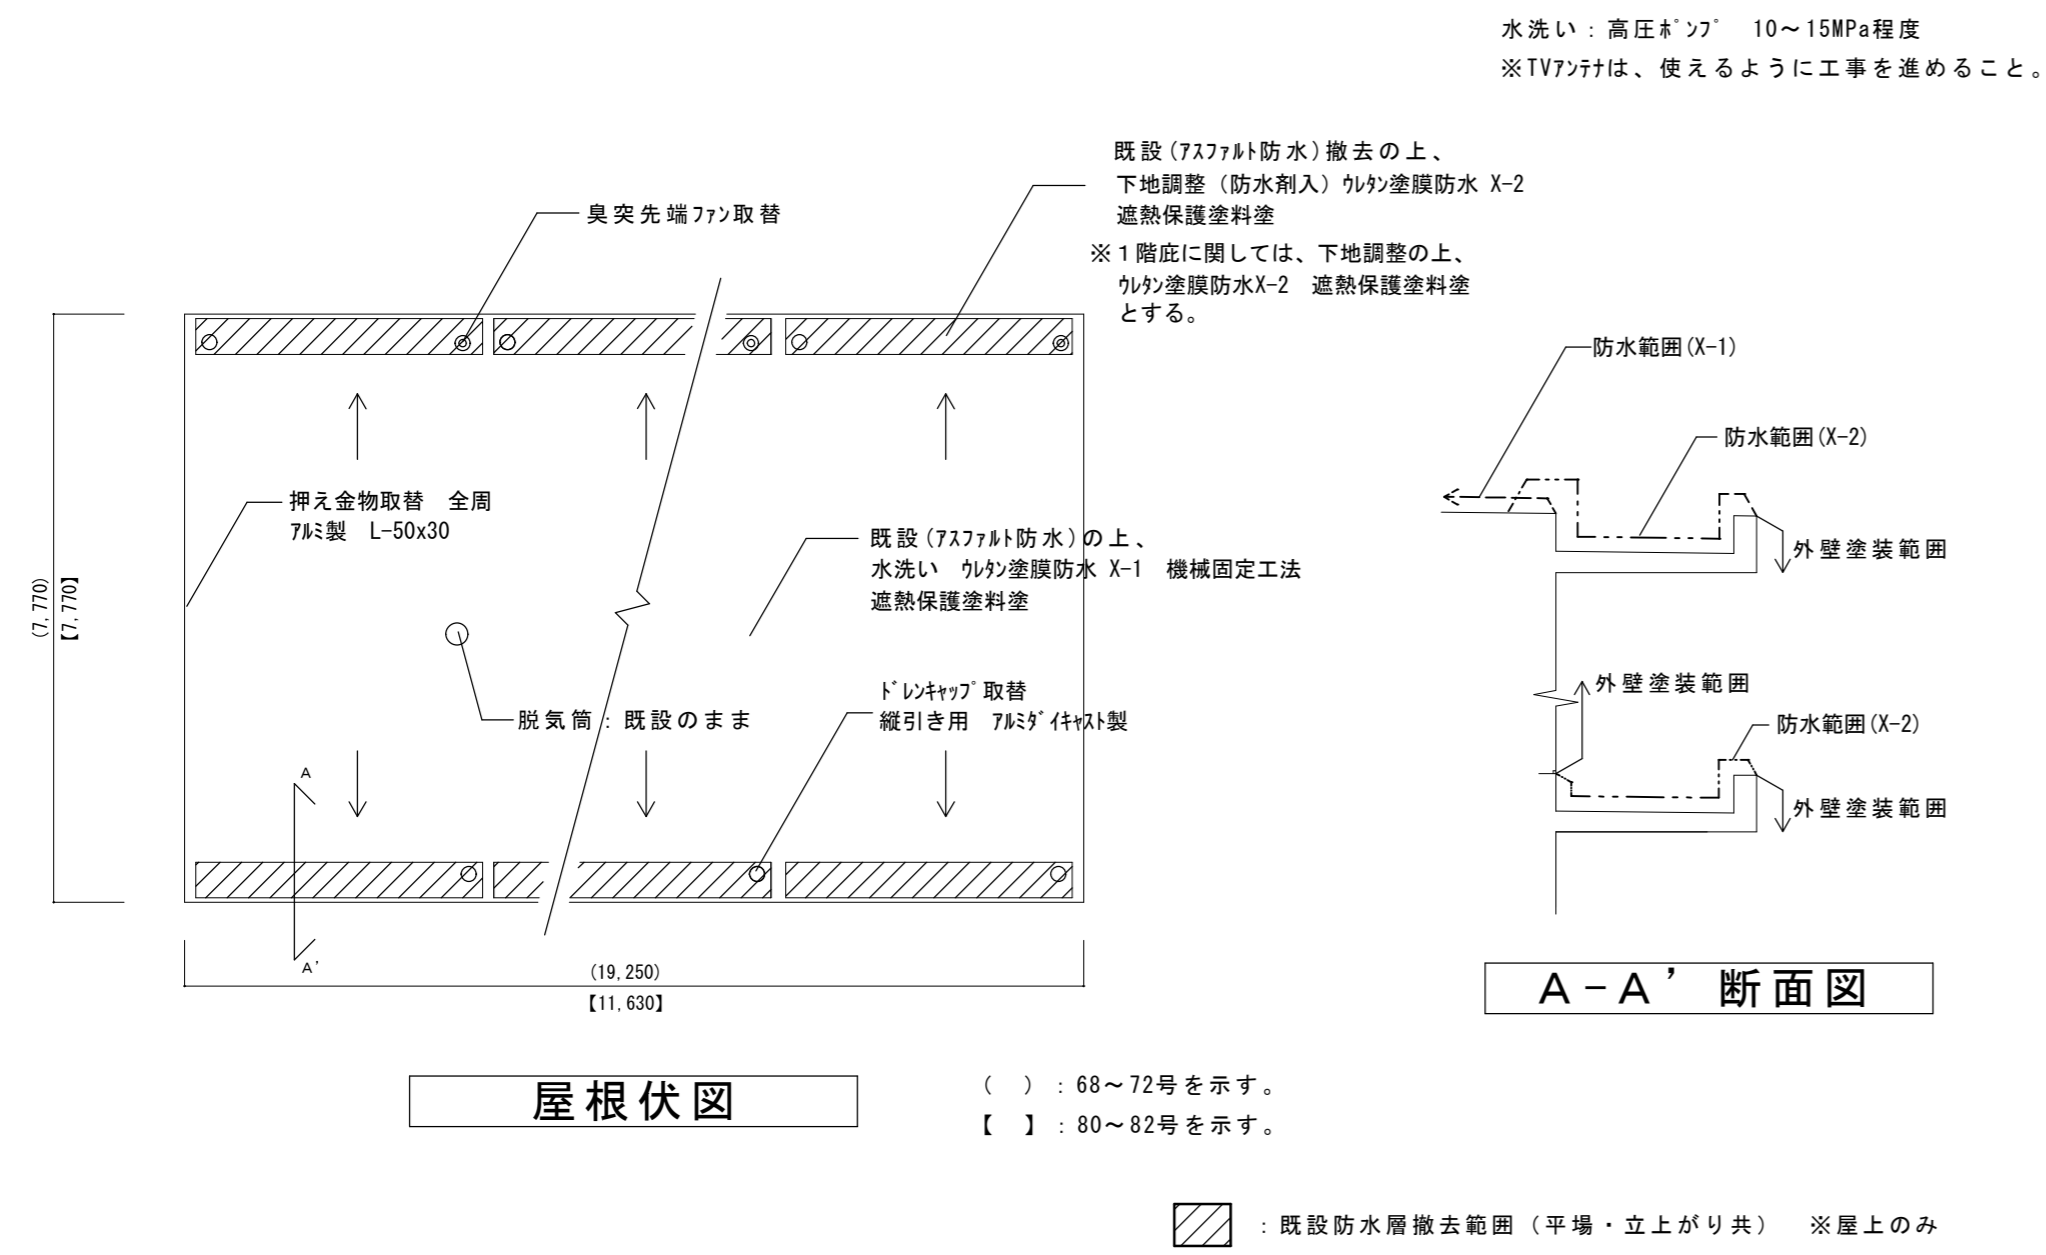 水洗い：高圧ﾎﾟﾝﾌﾟ　10～15MPa程度
※TVｱﾝﾃﾅは、使えるように工事を進めること。
既設(ｱｽﾌｧﾙﾄ防水)撤去の上、
下地調整（防水剤入）ｳﾚﾀﾝ塗膜防水 X-2
遮熱保護塗料塗
※１階庇に関しては、下地調整の上、
ｳﾚﾀﾝ塗膜防水X-2　遮熱保護塗料塗
とする。
臭突先端ﾌｧﾝ取替
押え金物取替　全周
ｱﾙﾐ製　L-50x30
既設(ｱｽﾌｧﾙﾄ防水)の上、
水洗い　ｳﾚﾀﾝ塗膜防水 X-1　機械固定工法
遮熱保護塗料塗
脱気筒：既設のまま
ﾄﾞﾚﾝｷｬｯﾌﾟ取替
縦引き用　ｱﾙﾐﾀﾞｲｷｬｽﾄ製
(7,770)
【7,770】
A
A'
(19,250)
【11,630】
屋根伏図
防水範囲(X-1)
防水範囲(X-2)
外壁塗装範囲
外壁塗装範囲
防水範囲(X-2)
外壁塗装範囲
A-A’断面図
（　）：68～72号を示す。
【　】：80～82号を示す。
：既設防水層撤去範囲（平場・立上がり共）　※屋上のみ